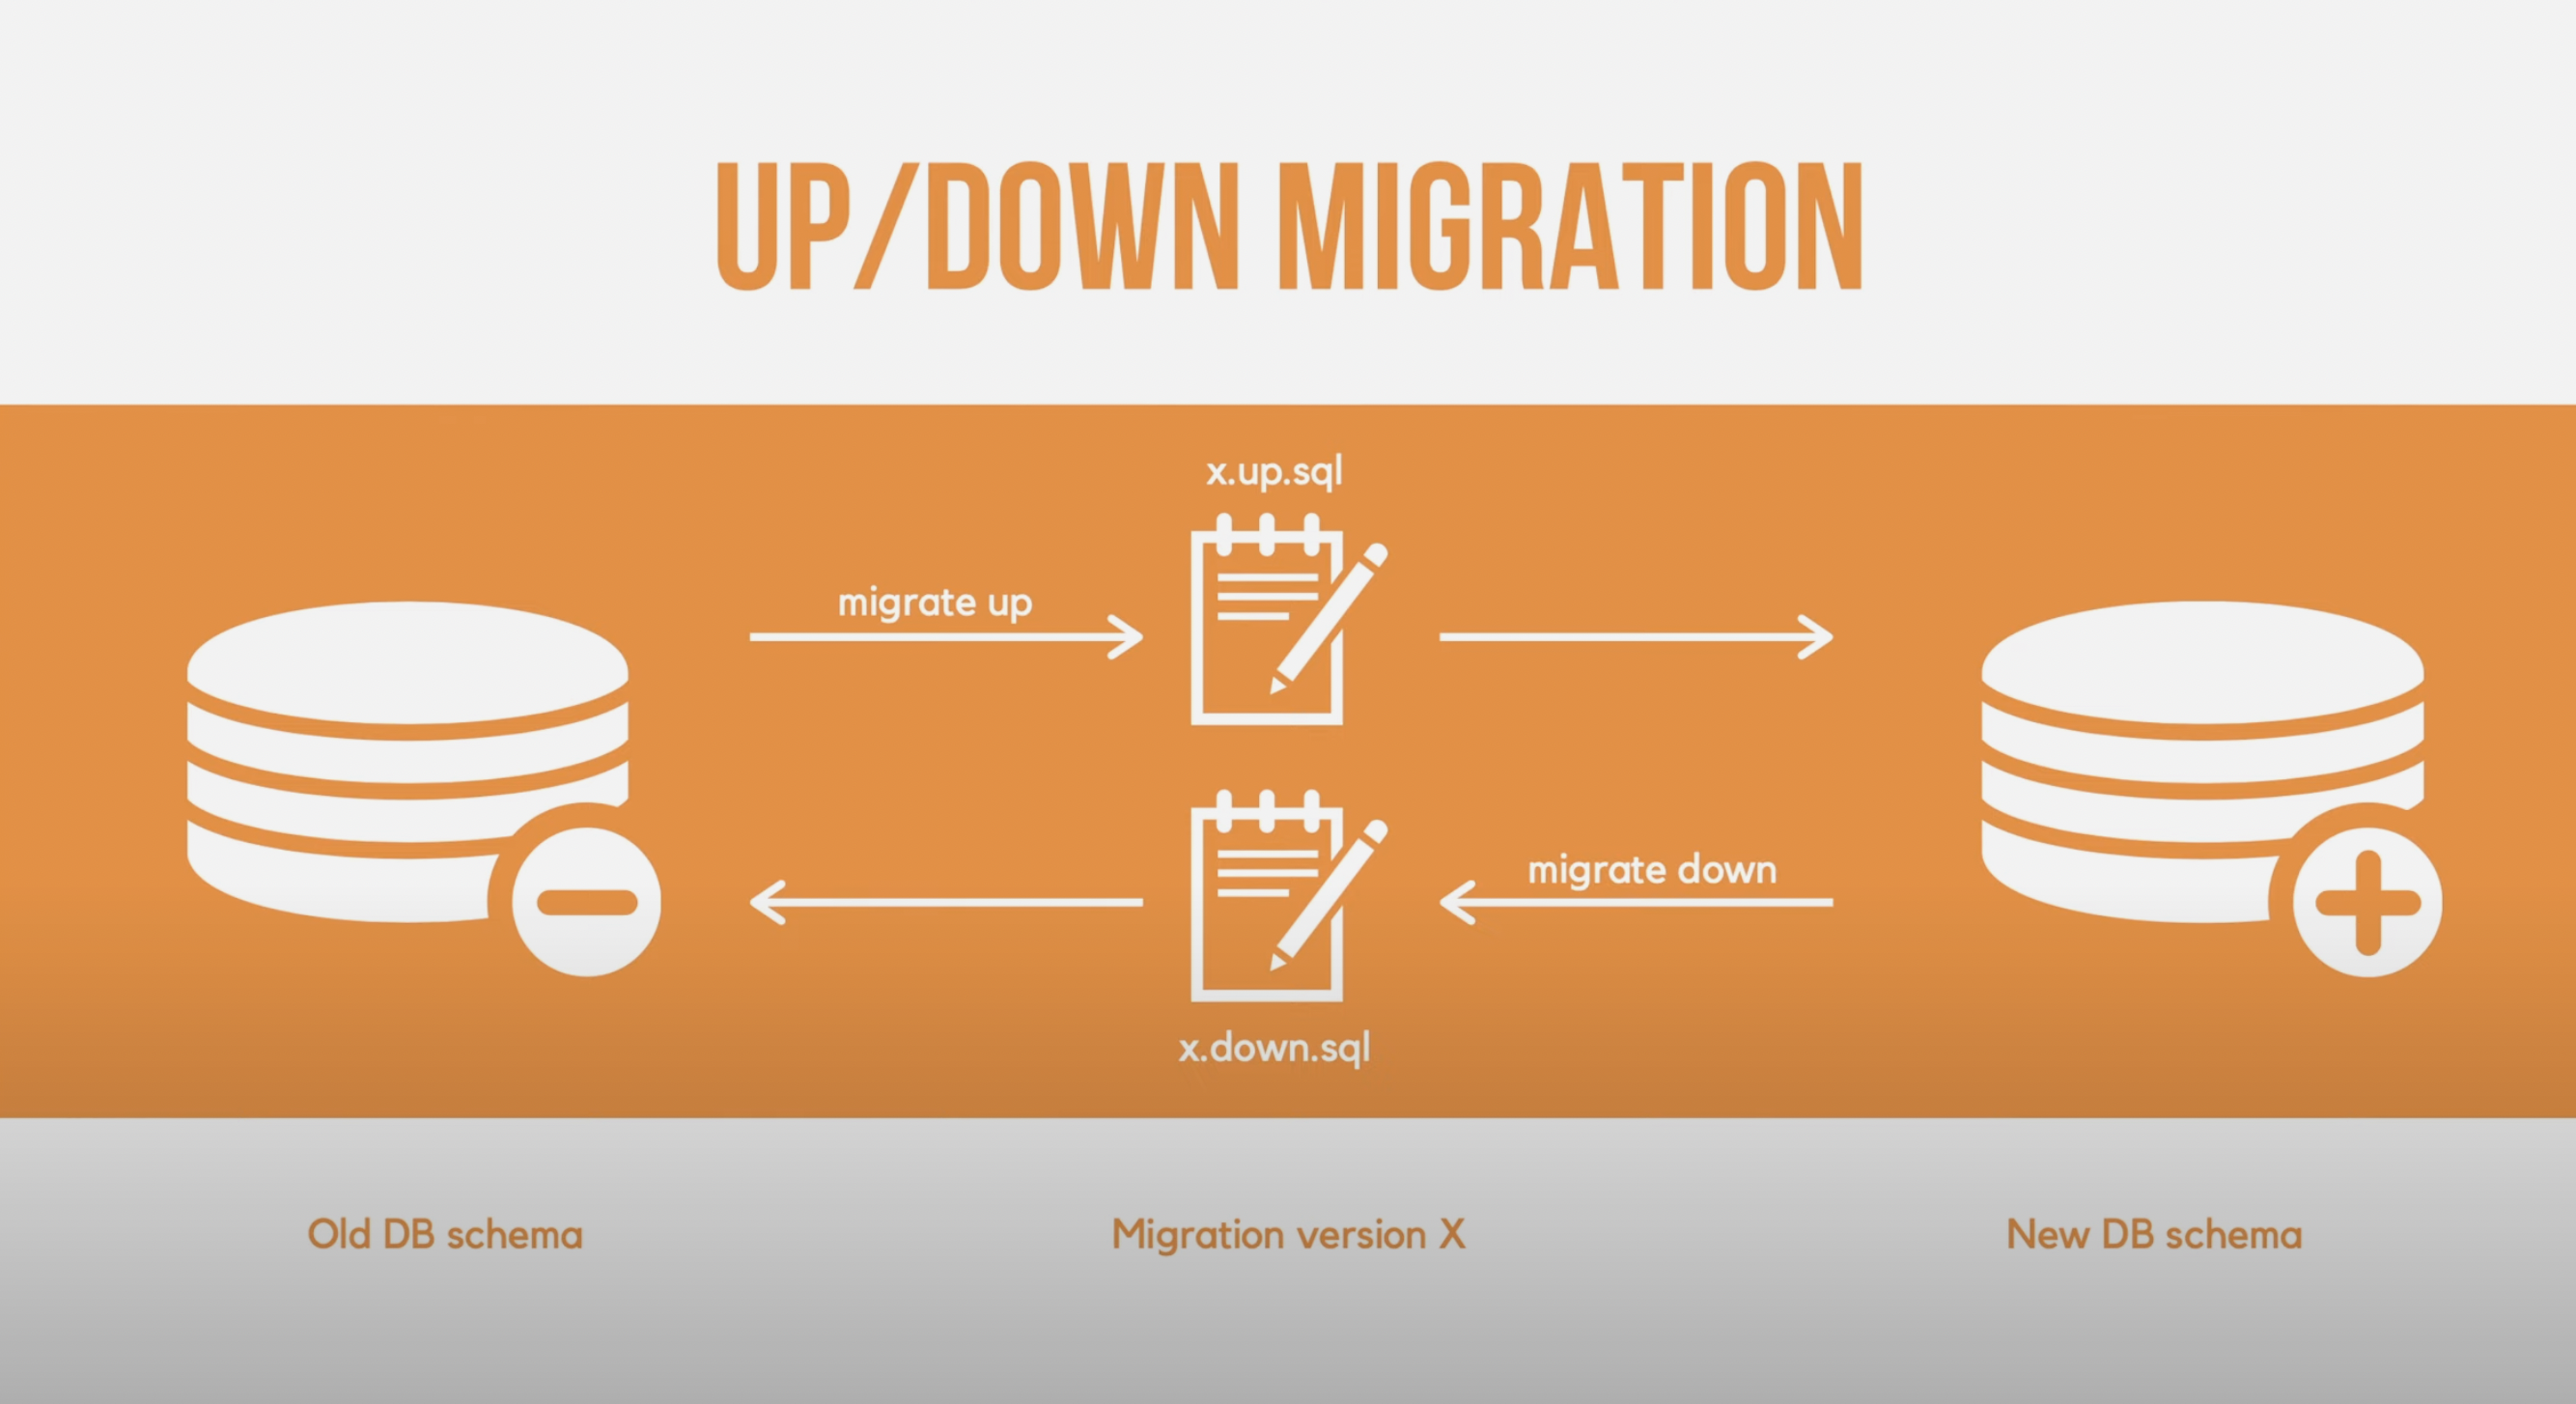 UP/DOWN MIGRATION
x.up.sql
migrate up
migrate down
x.down.sql
Old DB schema
Migration version X
New DB schema